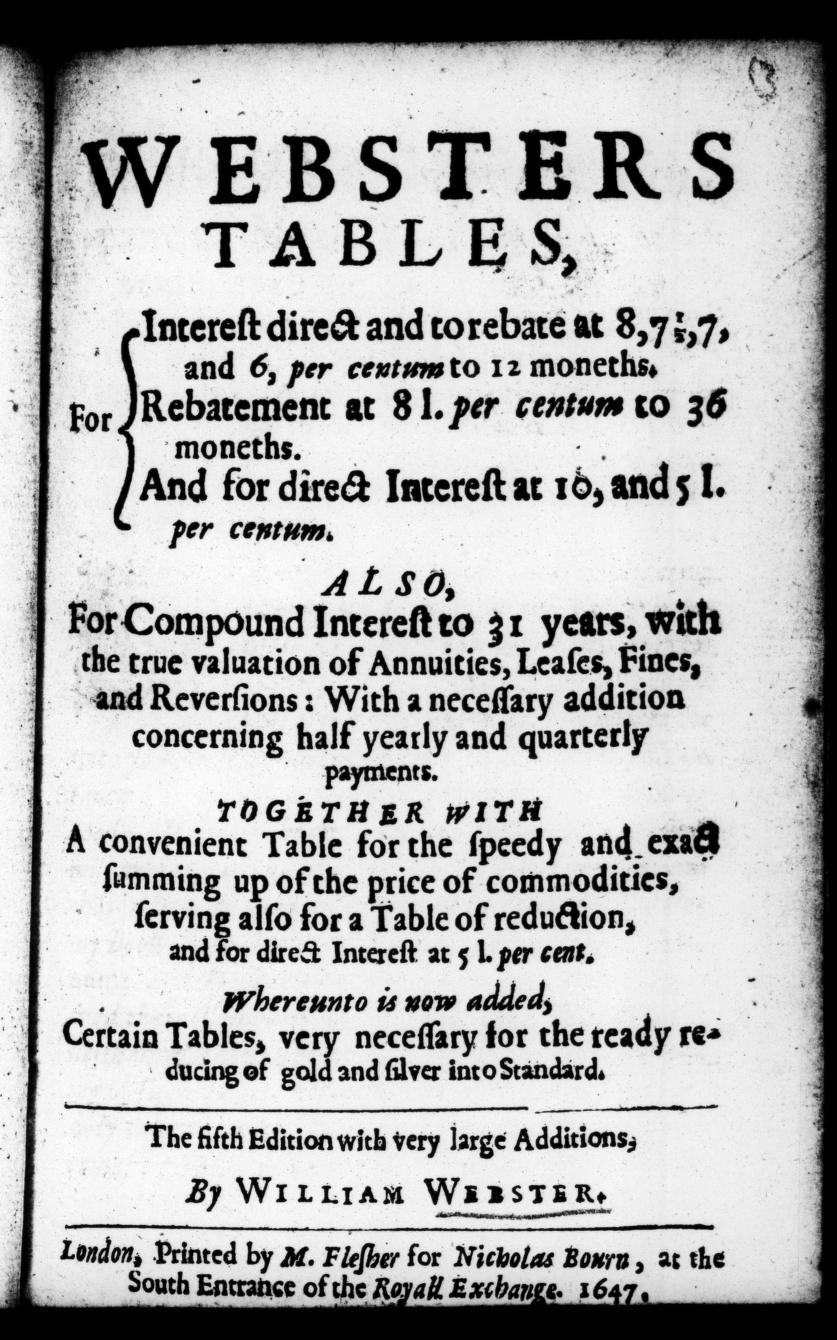 WEBSTERS
TABLES,
Intereſt direct and to rebate at 8, 7 ½, 7,
and 6, per centum to 12 moneths.
For Rebatement at 8 l. per centum to 36
moneths.
And for direct Intereſt at 10, and 5 l.
per centum.
ALSO,
For Compound Intereſt to 31 years, with
the true valuation of Annuities, Leaſes, Fines,
and Reverſions: With a neceſſary addition
concerning half yearly and quarterly
payments.
TOGETHER WITH
A convenient Table for the ſpeedy and exact
ſumming up of the price of commodities,
ſerving alſo for a Table of reduction,
and for direct Intereſt at 5 l. per cent.
Whereunto is now added,
Certain Tables, very neceſſary for the ready re-
ducing of gold and ſilver into Standard.
The fifth Edition with very large Additions,
By WILLIAM WEBSTER.
London, Printed by M. Fleſher for Nicholas Bourn, at the
South Entrance of the Royall Exchange. 1647.